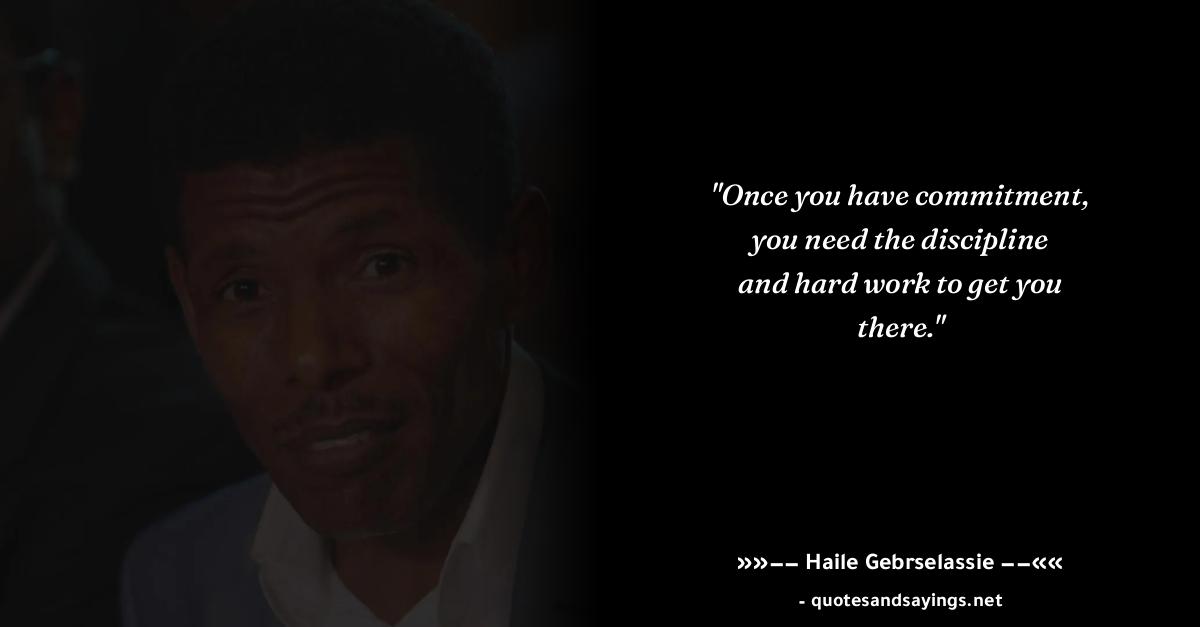 "Once you have commitment,
you need the discipline
and hard work to get you
there."
»»−− Haile Gebrselassie −−««
- quotesandsayings.net